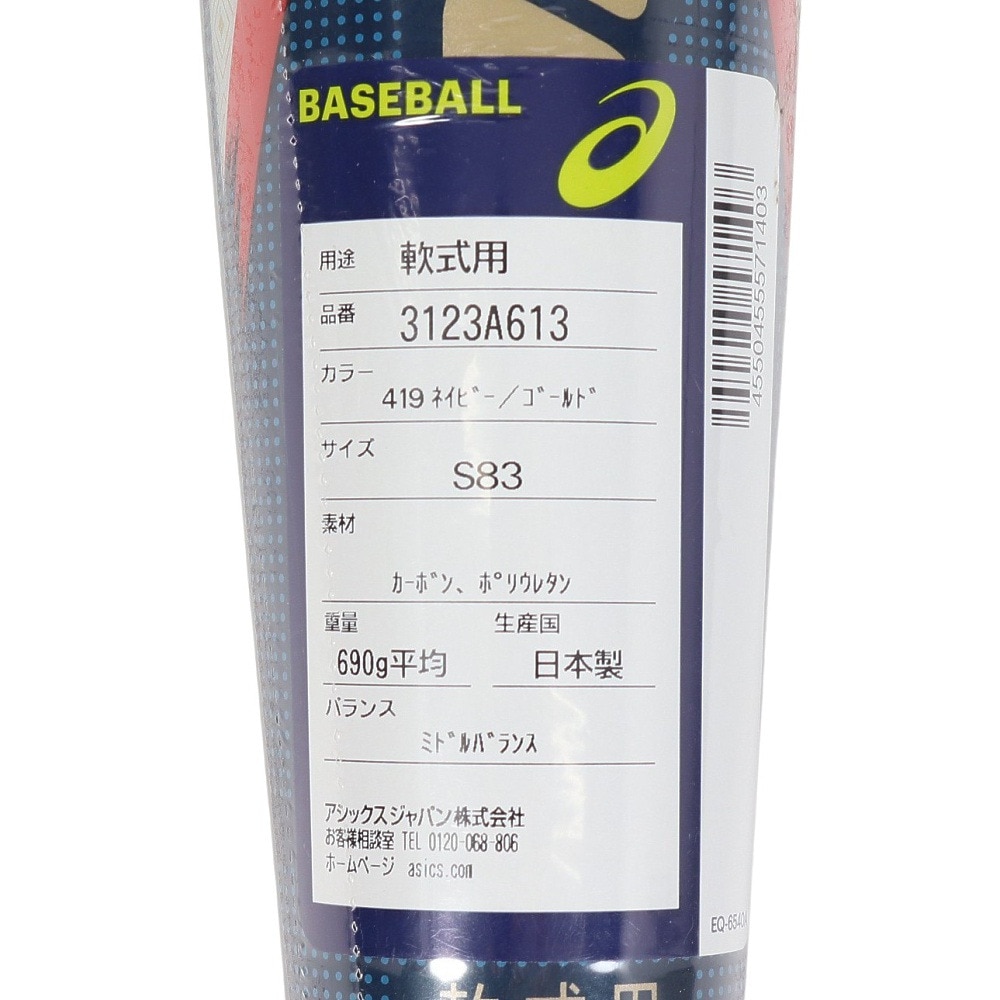 BASEBALL
用途 軟式用
品番 3123A613
カラー
419 ﾈｲﾋﾞｰ／ｺﾞｰﾙﾄﾞ
サイズ
S83
素材
ｶｰﾎﾞﾝ、ﾎﾟﾘｳﾚﾀﾝ
重量 生産国
690g平均 日本製
バランス
ﾐﾄﾞﾙﾊﾞﾗﾝｽ
アシックスジャパン株式会社
お客様相談室 TEL 0120-068-806
ホームページ asics.com
4550455571403
軟式用